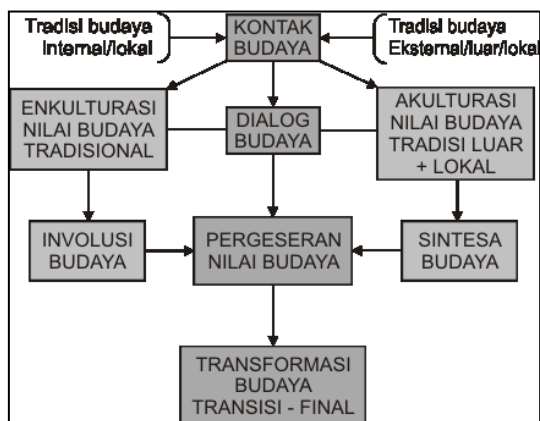 Tradisi budaya
Internal/lokal
KONTAK
BUDAYA
Tradisi budaya
Eksternal/luar/lokal
ENKULTURASI
NILAI BUDAYA
TRADISIONAL
DIALOG
BUDAYA
AKULTURASI
NILAI BUDAYA
TRADISI LUAR
+ LOKAL
INVOLUSI
BUDAYA
PERGESERAN
NILAI BUDAYA
SINTESA
BUDAYA
TRANSFORMASI
BUDAYA
TRANSISI - FINAL